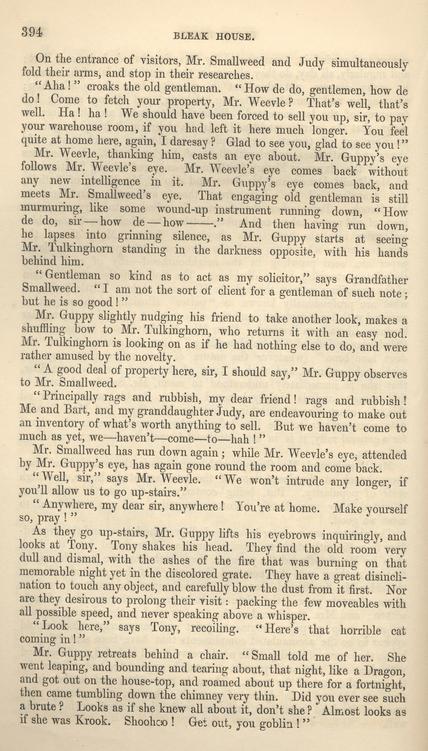 394
BLEAK HOUSE.
On the entrance of visitors, Mr. Smallweed and Judy simultaneously
fold their arms, and stop in their researches.
"Aha!" croaks the old gentleman. "How de do, gentlemen, how de
do! Come to fetch your property, Mr. Weevle? That's well, that's
well. Ha! ha! We should have been forced to sell you up, sir, to pay
your warehouse room, if you had left it here much longer. You feel
quite at home here, again, I daresay? Glad to see you, glad to see you!"
Mr. Weevle, thanking him, casts an eye about. Mr. Guppy's eye
follows Mr. Weevle's eye. Mr. Weevle's eye comes back without
any new intelligence in it. Mr. Guppy's eye comes back, and
meets Mr. Smallweed's eye. That engaging old gentleman is still
murmuring, like some wound-up instrument running down, "How
de do, sir—how de—how——." And then having run down,
he lapses into grinning silence, as Mr. Guppy starts at seeing
Mr. Tulkinghorn standing in the darkness opposite, with his hands
behind him.
"Gentleman so kind as to act as my solicitor," says Grandfather
Smallweed. "I am not the sort of client for a gentleman of such note;
but he is so good!"
Mr. Guppy slightly nudging his friend to take another look, makes a
shuffling bow to Mr. Tulkinghorn, who returns it with an easy nod.
Mr. Tulkinghorn is looking on as if he had nothing else to do, and were
rather amused by the novelty.
"A good deal of property here, sir, I should say," Mr. Guppy observes
to Mr. Smallweed.
"Principally rags and rubbish, my dear friend! rags and rubbish!
Me and Bart, and my granddaughter Judy, are endeavouring to make out
an inventory of what's worth anything to sell. But we haven't come to
much as yet, we—haven't—come—to—hah!"
Mr. Smallweed has run down again; while Mr. Weevle's eye, attended
by Mr. Guppy's eye, has again gone round the room and come back.
"Well, sir," says Mr. Weevle. "We won't intrude any longer, if
you'll allow us to go up-stairs."
"Anywhere, my dear sir, anywhere! You're at home. Make yourself
so, pray!"
As they go up-stairs, Mr. Guppy lifts his eyebrows inquiringly, and
looks at Tony. Tony shakes his head. They find the old room very
dull and dismal, with the ashes of the fire that was burning on that
memorable night yet in the discolored grate. They have a great disincli-
nation to touch any object, and carefully blow the dust from it first. Nor
are they desirous to prolong their visit: packing the few moveables with
all possible speed, and never speaking above a whisper.
"Look here," says Tony, recoiling. "Here's that horrible cat
coming in!"
Mr. Guppy retreats behind a chair. "Small told me of her. She
went leaping, and bounding and tearing about, that night, like a Dragon,
and got out on the house-top, and roamed about up there for a fortnight,
then came tumbling down the chimney very thin. Did you ever see such
a brute? Looks as if she knew all about it, don't she? Almost looks as
if she was Krook. Shoohoo! Get out, you goblin!"